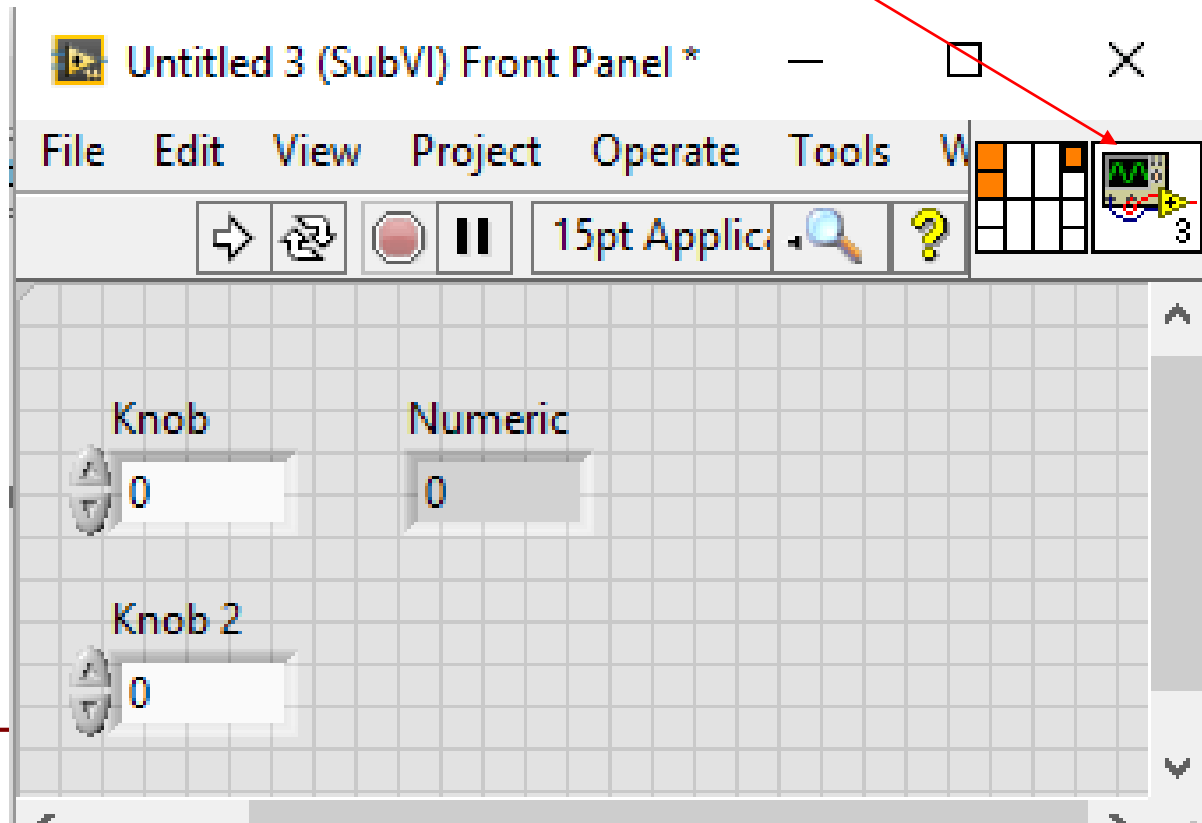 Untitled 3 (SubVI) Front Panel *
File Edit View Project Operate Tools W
15pt Applic ?
3
Knob Numeric
0 0
Knob 2
0